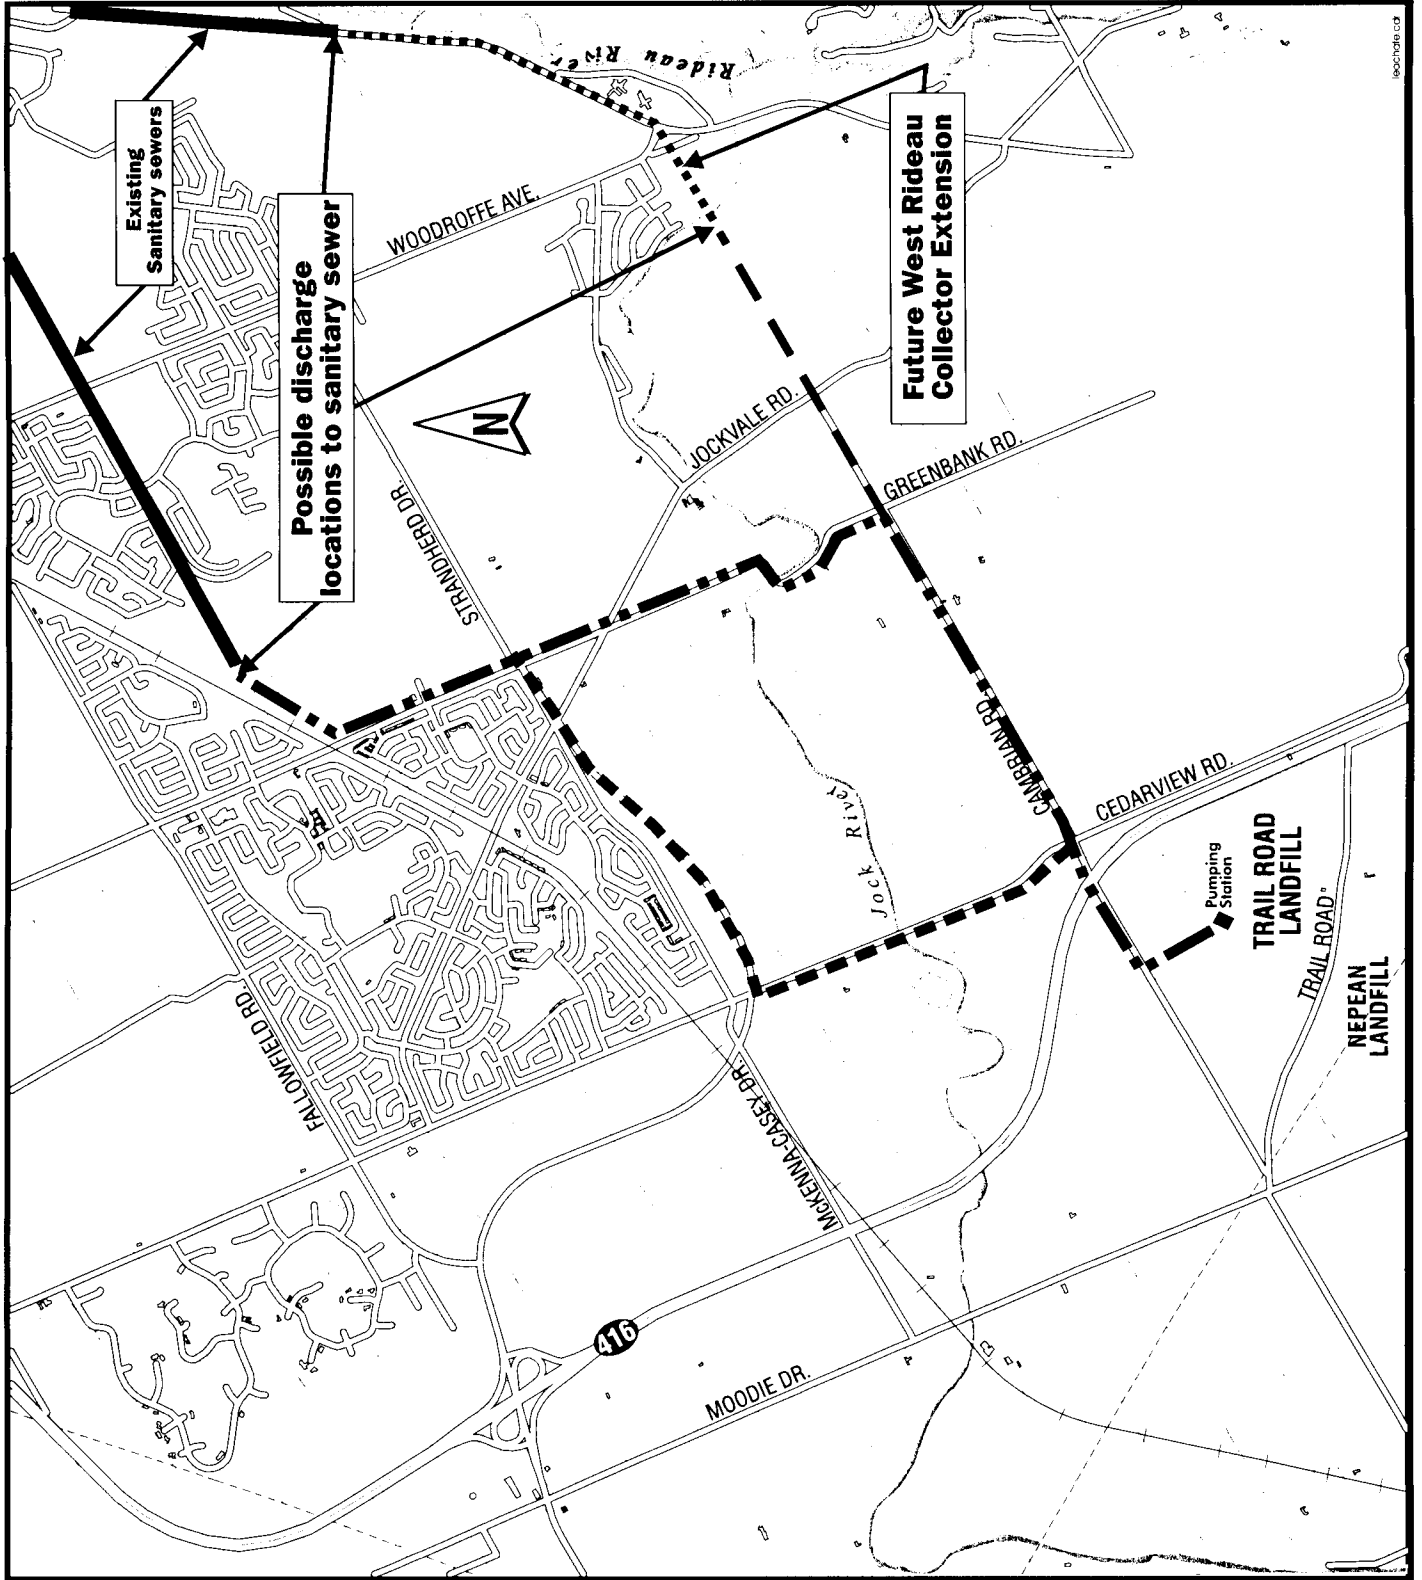 leachate.cdr
Existing
Sanitary sewers
Rideau River
Possible discharge
locations to sanitary sewer
WOODROFFE AVE.
Future West Rideau
Collector Extension
N
JOCKVALE RD.
GREENBANK RD.
STRANDHERD DR.
CAMBRIAN RD
CEDARVIEW RD.
Jock River
Pumping
Station
TRAIL ROAD
LANDFILL
TRAIL ROAD
NEPEAN
LANDFILL
FALLOWFIELD RD.
McKENNA-CASEY DR.
416
MOODIE DR.